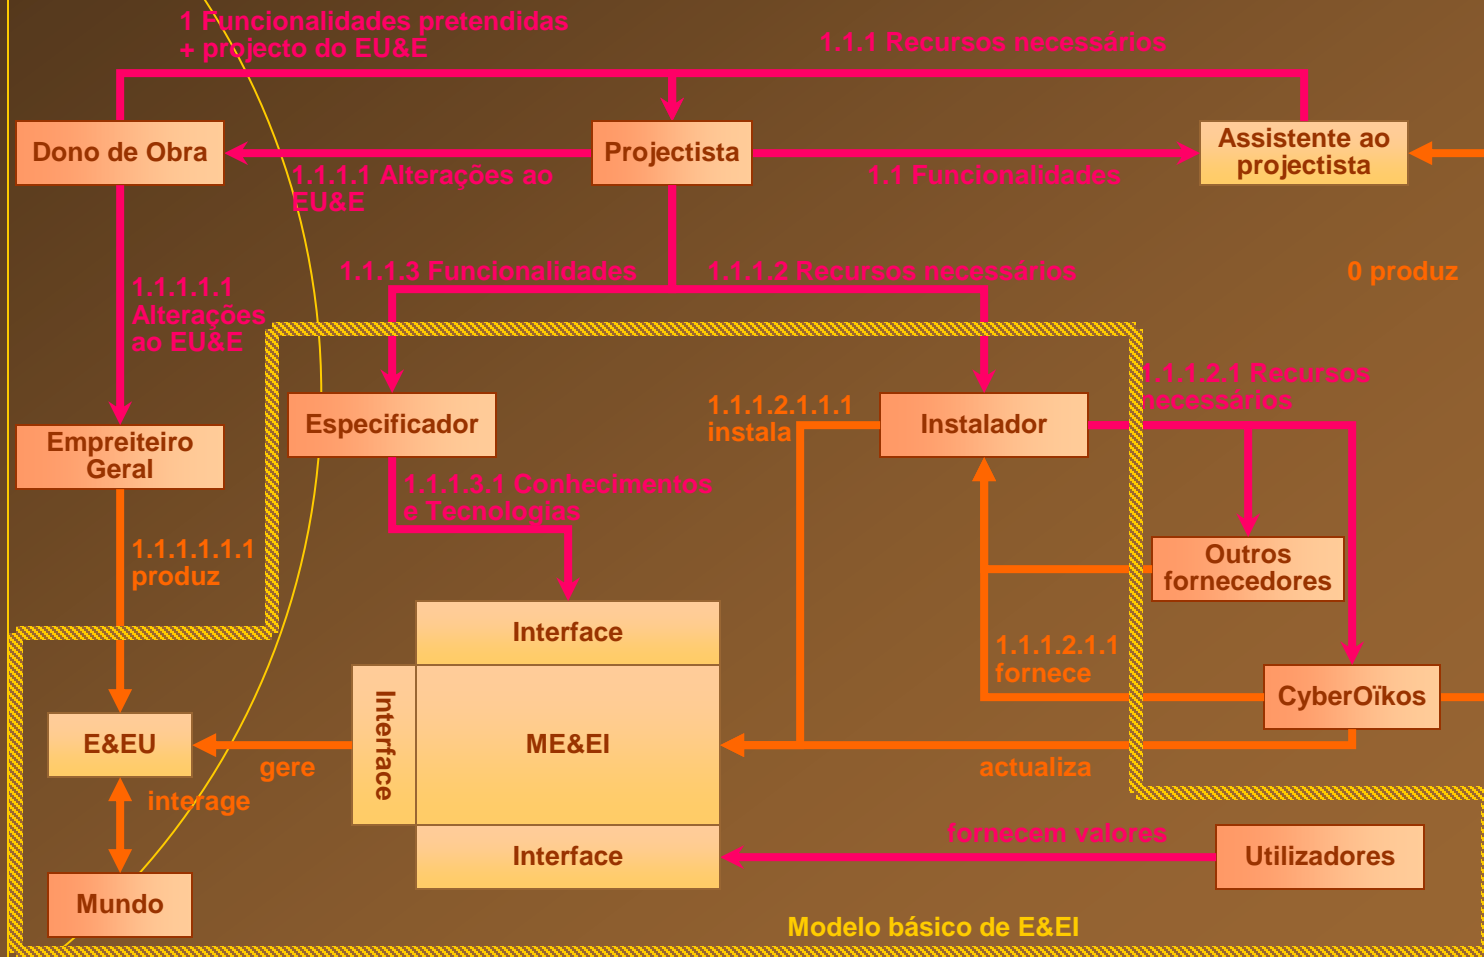 1 Funcionalidades pretendidas
+ projecto do EU&E
1.1.1 Recursos necessários
Dono de Obra
Projectista
Assistente ao
projectista
1.1.1.1 Alterações ao
EU&E
1.1 Funcionalidades
1.1.1.3 Funcionalidades
1.1.1.2 Recursos necessários
0 produz
1.1.1.1.1
Alterações
ao EU&E
1.1.1.2.1 Recursos
necessários
Especificador
1.1.1.2.1.1.1
instala
Instalador
Empreiteiro
Geral
1.1.1.3.1 Conhecimentos
e Tecnologias
1.1.1.1.1.1
produz
Outros
fornecedores
Interface
1.1.1.2.1.1
fornece
CyberOïkos
Interface
E&EU
ME&EI
gere
actualiza
interage
fornecem valores
Interface
Utilizadores
Mundo
Modelo básico de E&EI